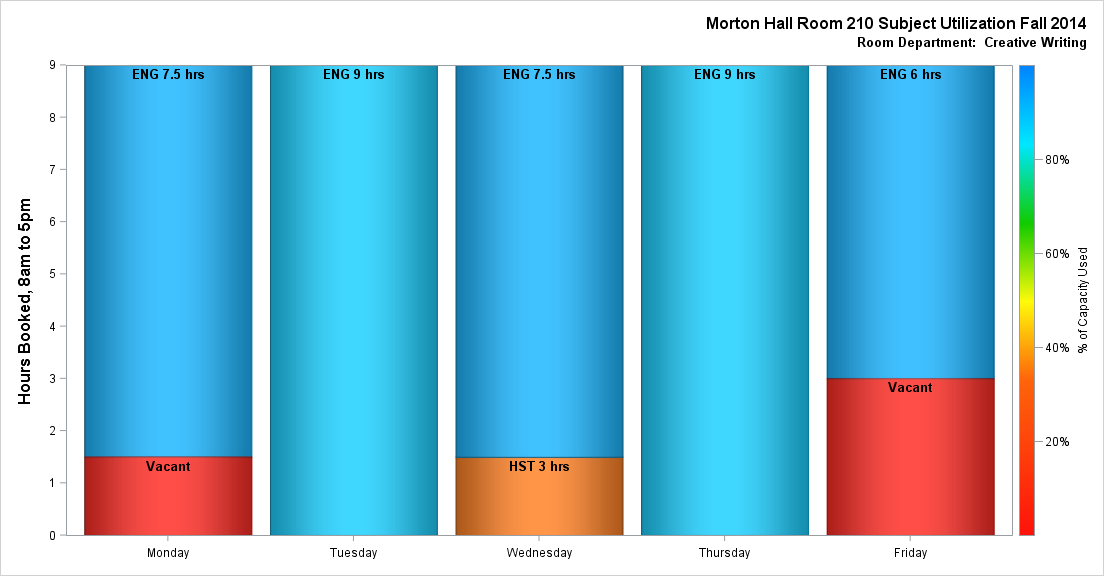 Morton Hall Room 210 Subject Utilization Fall 2014
Room Department:  Creative Writing
Hours Booked, 8am to 5pm
9
8
7
6
5
4
3
2
1
0
ENG 7.5 hrs
Vacant
ENG 9 hrs
ENG 7.5 hrs
HST 3 hrs
ENG 9 hrs
ENG 6 hrs
Vacant
Monday
Tuesday
Wednesday
Thursday
Friday
80%
60%
40%
20%
% of Capacity Used